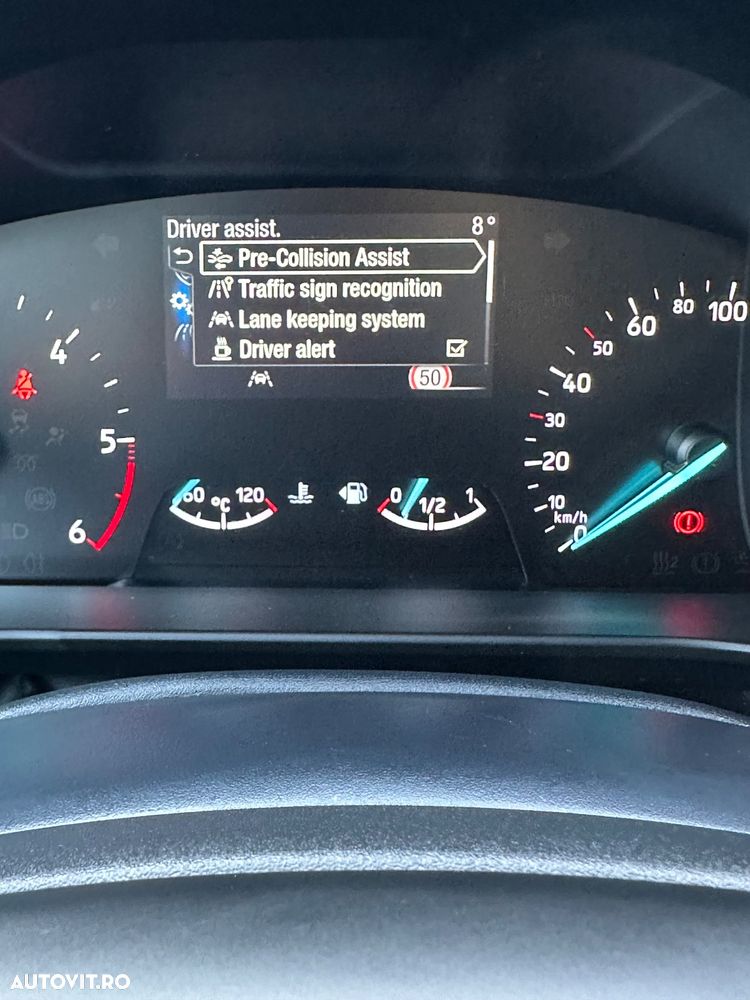 Driver assist. 8°
Pre-Collision Assist
Traffic sign recognition
Lane keeping system
Driver alert
50
4
5
6
60 °C 120
0 1/2 1
0
10
20
30
40
50
60
80
100
km/h
AUTOVIT.RO